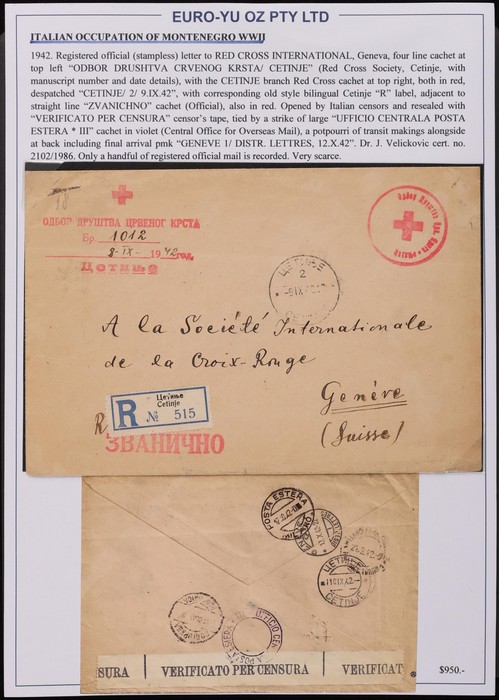 EURO-YU OZ PTY LTD
ITALIAN OCCUPATION OF MONTENEGRO WWII
1942. Registered official (stampless) letter to RED CROSS INTERNATIONAL, Geneva, four line cachet at
top left “ODBOR DRUSHTVA CRVENOG KRSTA/ CETINJE” (Red Cross Society, Cetinje, with
manuscript number and date details), with the CETINJE branch Red Cross cachet at top right, both in red,
despatched “CETINJE/ 2/ 9.IX.42”, with corresponding old style bilingual Cetinje “R” label, adjacent to
straight line “ZVANICHNO” cachet (Official), also in red. Opened by Italian censors and resealed with
“VERIFICATO PER CENSURA” censor's tape, tied by a strike of large “UFFICIO CENTRALA POSTA
ESTERA * III” cachet in violet (Central Office for Overseas Mail), a potpourri of transit makings alongside
at back including final arrival pmk “GENEVE 1/ DISTR. LETTRES, 12.X.42”. Dr. J. Velickovic cert. no.
2102/1986. Only a handful of registered official mail is recorded. Very scarce.
ОДБОР ДРУШТВА ЦРВЕНОГ КРСТА
Бр. 1012
8-IX- 1942 год.
Цетиње
ЦЕТИЊЕ
2
A la Société Internationale
de la Croix-Rouge
Genève
(Suisse)
Цетиње
Cetinje
R № 515
R
ЗВАНИЧНО
POSTA ESTERA
ЦЕТИЊЕ
11 IX 42
СЕТИЊЕ
SURA VERIFICATO PER CENSURA VERIFICAT
$950.-